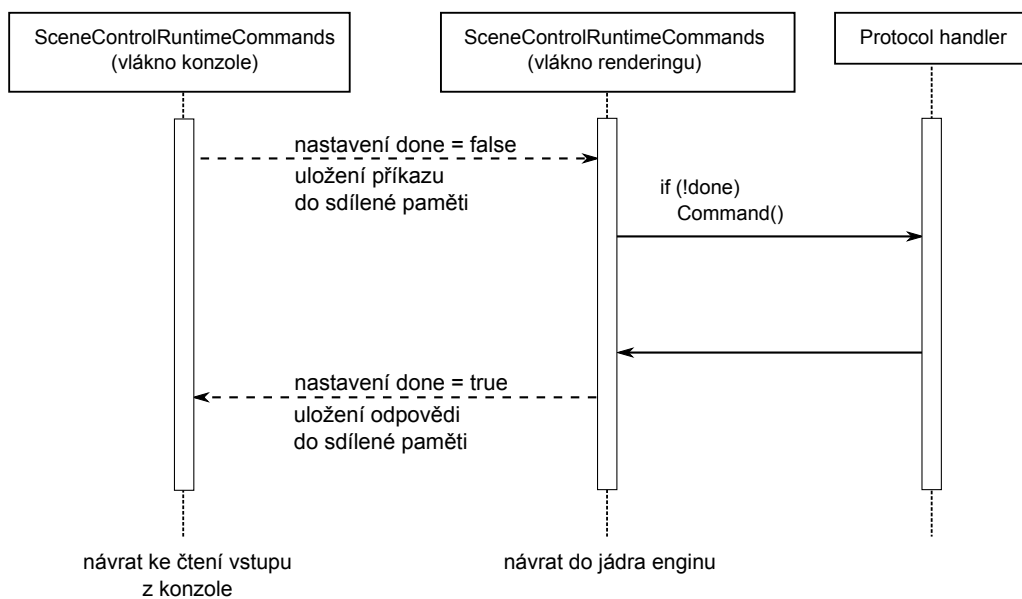 SceneControlRuntimeCommands
(vlákno konzole)
SceneControlRuntimeCommands
(vlákno renderingu)
Protocol handler
nastavení done = false
uložení příkazu
do sdílené paměti
if (!done)
Command()
nastavení done = true
uložení odpovědi
do sdílené paměti
návrat ke čtení vstupu
z konzole
návrat do jádra enginu